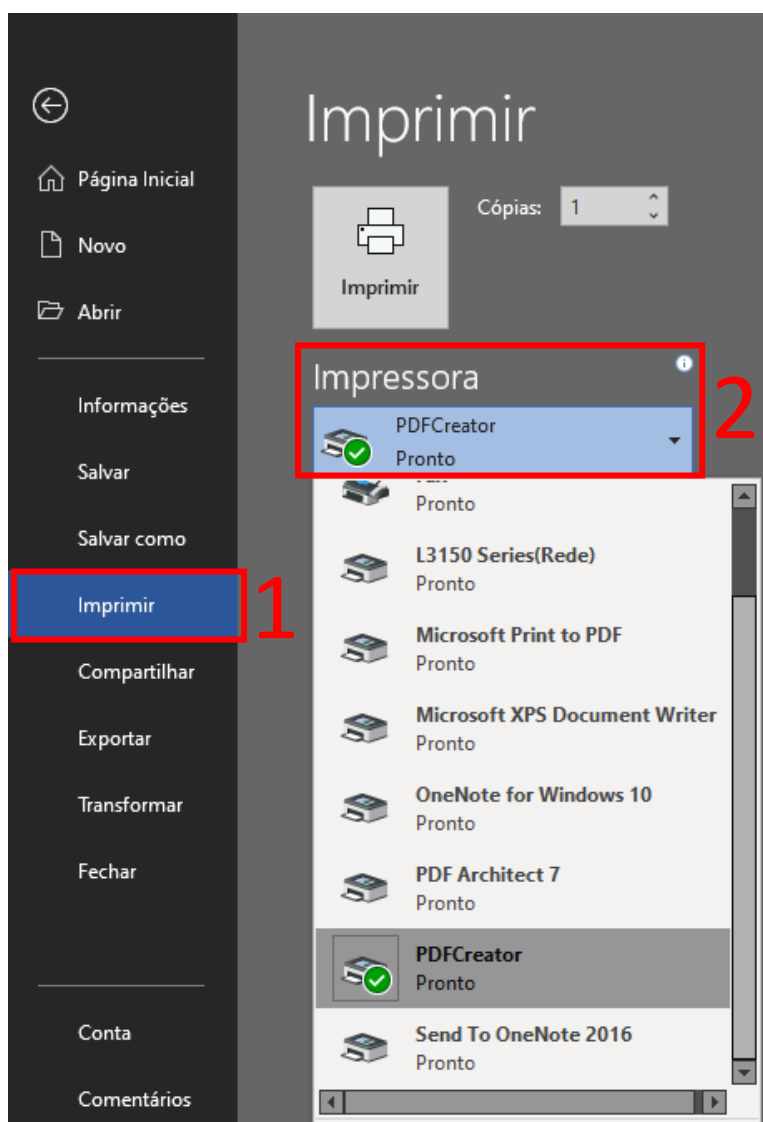 Imprimir
Página Inicial
Novo
Abrir
Informações
Salvar
Salvar como
Imprimir
1
Compartilhar
Exportar
Transformar
Fechar
Conta
Comentários
Cópias: 1
Imprimir
Impressora
2
PDFCreator
Pronto
Pronto
L3150 Series(Rede)
Pronto
Microsoft Print to PDF
Pronto
Microsoft XPS Document Writer
Pronto
OneNote for Windows 10
Pronto
PDF Architect 7
Pronto
PDFCreator
Pronto
Send To OneNote 2016
Pronto